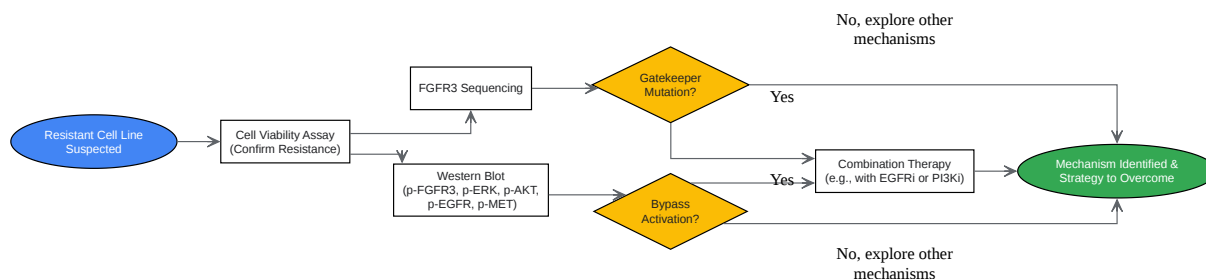 No, explore other
mechanisms
Gatekeeper
Mutation?
FGFR3 Sequencing
Yes
Resistant Cell Line
Suspected
Cell Viability Assay
(Confirm Resistance)
Western Blot
(p-FGFR3, p-ERK, p-AKT,
p-EGFR, p-MET)
Bypass
Activation?
Yes
Combination Therapy
(e.g., with EGFRi or PI3Ki)
Mechanism Identified &
Strategy to Overcome
No, explore other
mechanisms